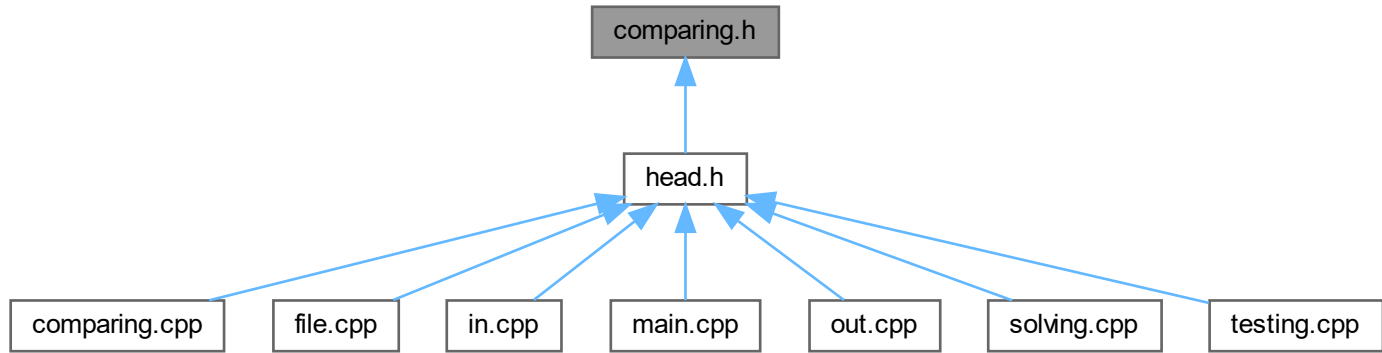 comparing.h
head.h
comparing.cpp
file.cpp
in.cpp
main.cpp
out.cpp
solving.cpp
testing.cpp